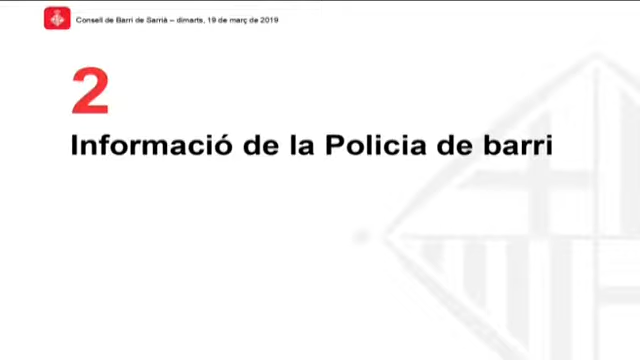 Consell de Barri de Sarrià – dimarts, 19 de març de 2019
2
Informació de la Policia de barri